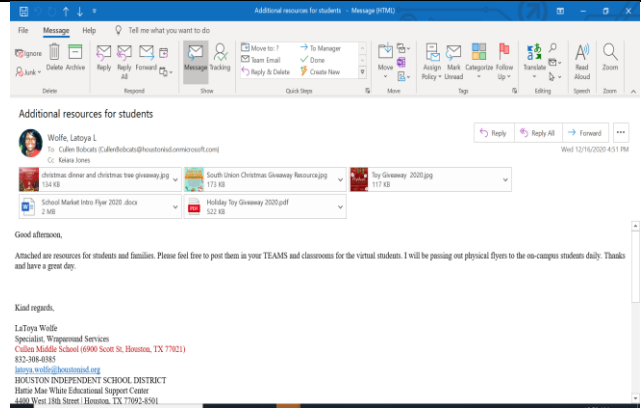 Additional resources for students - Message (HTML)
File Message Help Tell me what you want to do
Ignore
Junk
Delete Archive
Reply Reply All Forward
Message Tracking
Move to: ? To Manager
Team Email Done
Reply & Delete Create New
Move
Assign Policy Mark Unread Categorize Follow Up
Translate
Read Aloud
Zoom
Delete Respond Show Quick Steps Move Tags Editing Speech Zoom
Additional resources for students
Wolfe, Latoya L
To Cullen Bobcats (CullenBobcats@houstonisd.onmicrosoft.com)
Cc Keiara Jones
Reply Reply All Forward
Wed 12/16/2020 4:51 PM
christmas dinner and christmas tree giveaway.jpg
134 KB
South Union Christmas Giveaway Resource.jpg
173 KB
Toy Giveaway 2020.jpg
117 KB
School Market Intro Flyer 2020 .docx
2 MB
Holiday Toy Giveaway 2020.pdf
522 KB
Good afternoon,
Attached are resources for students and families. Please feel free to post them in your TEAMS and classrooms for the virtual students. I will be passing out physical flyers to the on-campus students daily. Thanks
and have a great day.
Kind regards,
LaToya Wolfe
Specialist, Wraparound Services
Cullen Middle School (6900 Scott St, Houston, TX 77021)
832-308-0385
latoya.wolfe@houstonisd.org
HOUSTON INDEPENDENT SCHOOL DISTRICT
Hattie Mae White Educational Support Center
4400 West 18th Street | Houston, TX 77092-8501